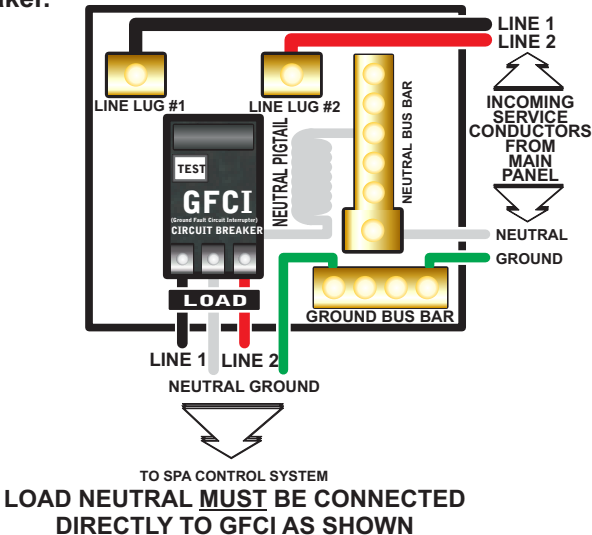 aker.
LINE 1
LINE 2
LINE LUG #1
LINE LUG #2
INCOMING
SERVICE
CONDUCTORS
FROM
MAIN
PANEL
NEUTRAL PIGTAIL
NEUTRAL BUS BAR
TEST
GFCI
(Ground Fault Circuit Interrupter)
CIRCUIT BREAKER
NEUTRAL
GROUND
LOAD
GROUND BUS BAR
LINE 1 LINE 2
NEUTRAL GROUND
TO SPA CONTROL SYSTEM
LOAD NEUTRAL MUST BE CONNECTED
DIRECTLY TO GFCI AS SHOWN